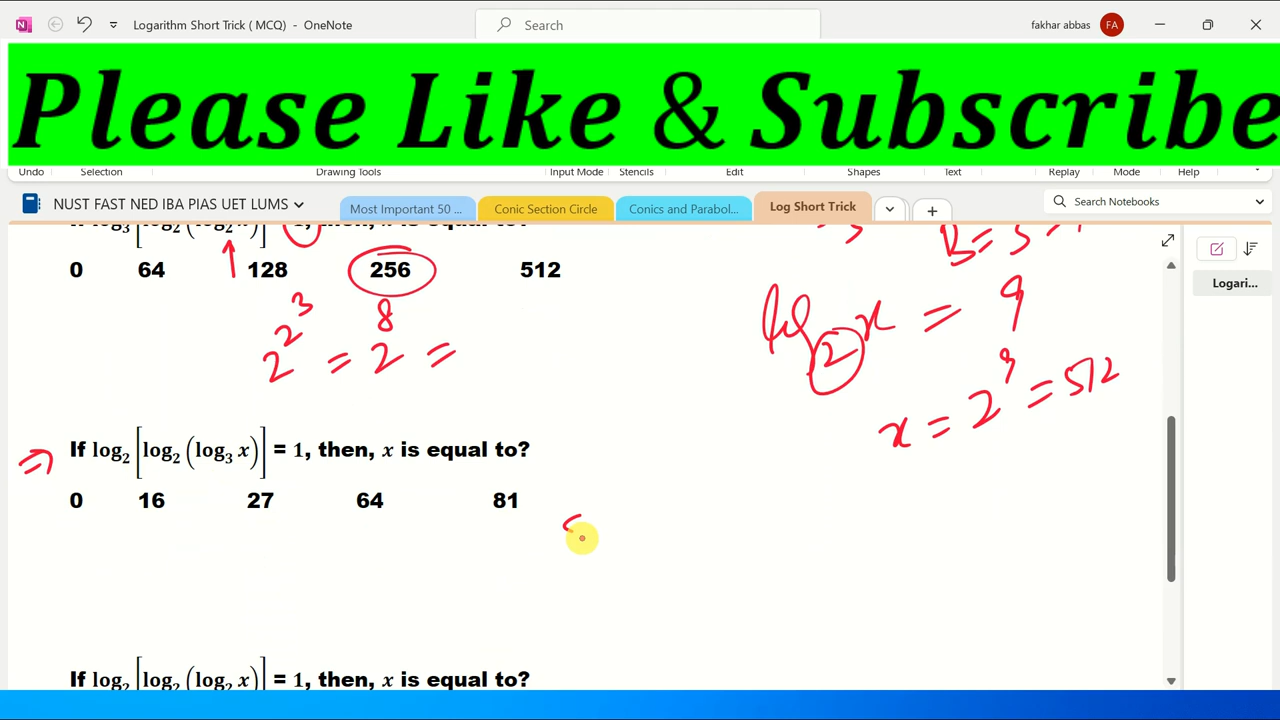 Logarithm Short Trick ( MCQ) - OneNote
Search
fakhar abbas FA
Please Like & Subscribe
Undo Selection Drawing Tools Input Mode Stencils Edit Shapes Text Replay Mode Help
NUST FAST NED IBA PIAS UET LUMS
Most Important 50 ...
Conic Section Circle
Conics and Parabol...
Log Short Trick
Search Notebooks
Logari...
0 64 128 256 512
2^2^3 = 2^8 =
log_2 x = 9
x = 2^9 = 512
⇒ If log₂[log₂(log₃ x)] = 1, then, x is equal to?
0 16 27 64 81
If log₂[log₂(log₂ x)] = 1, then, x is equal to?